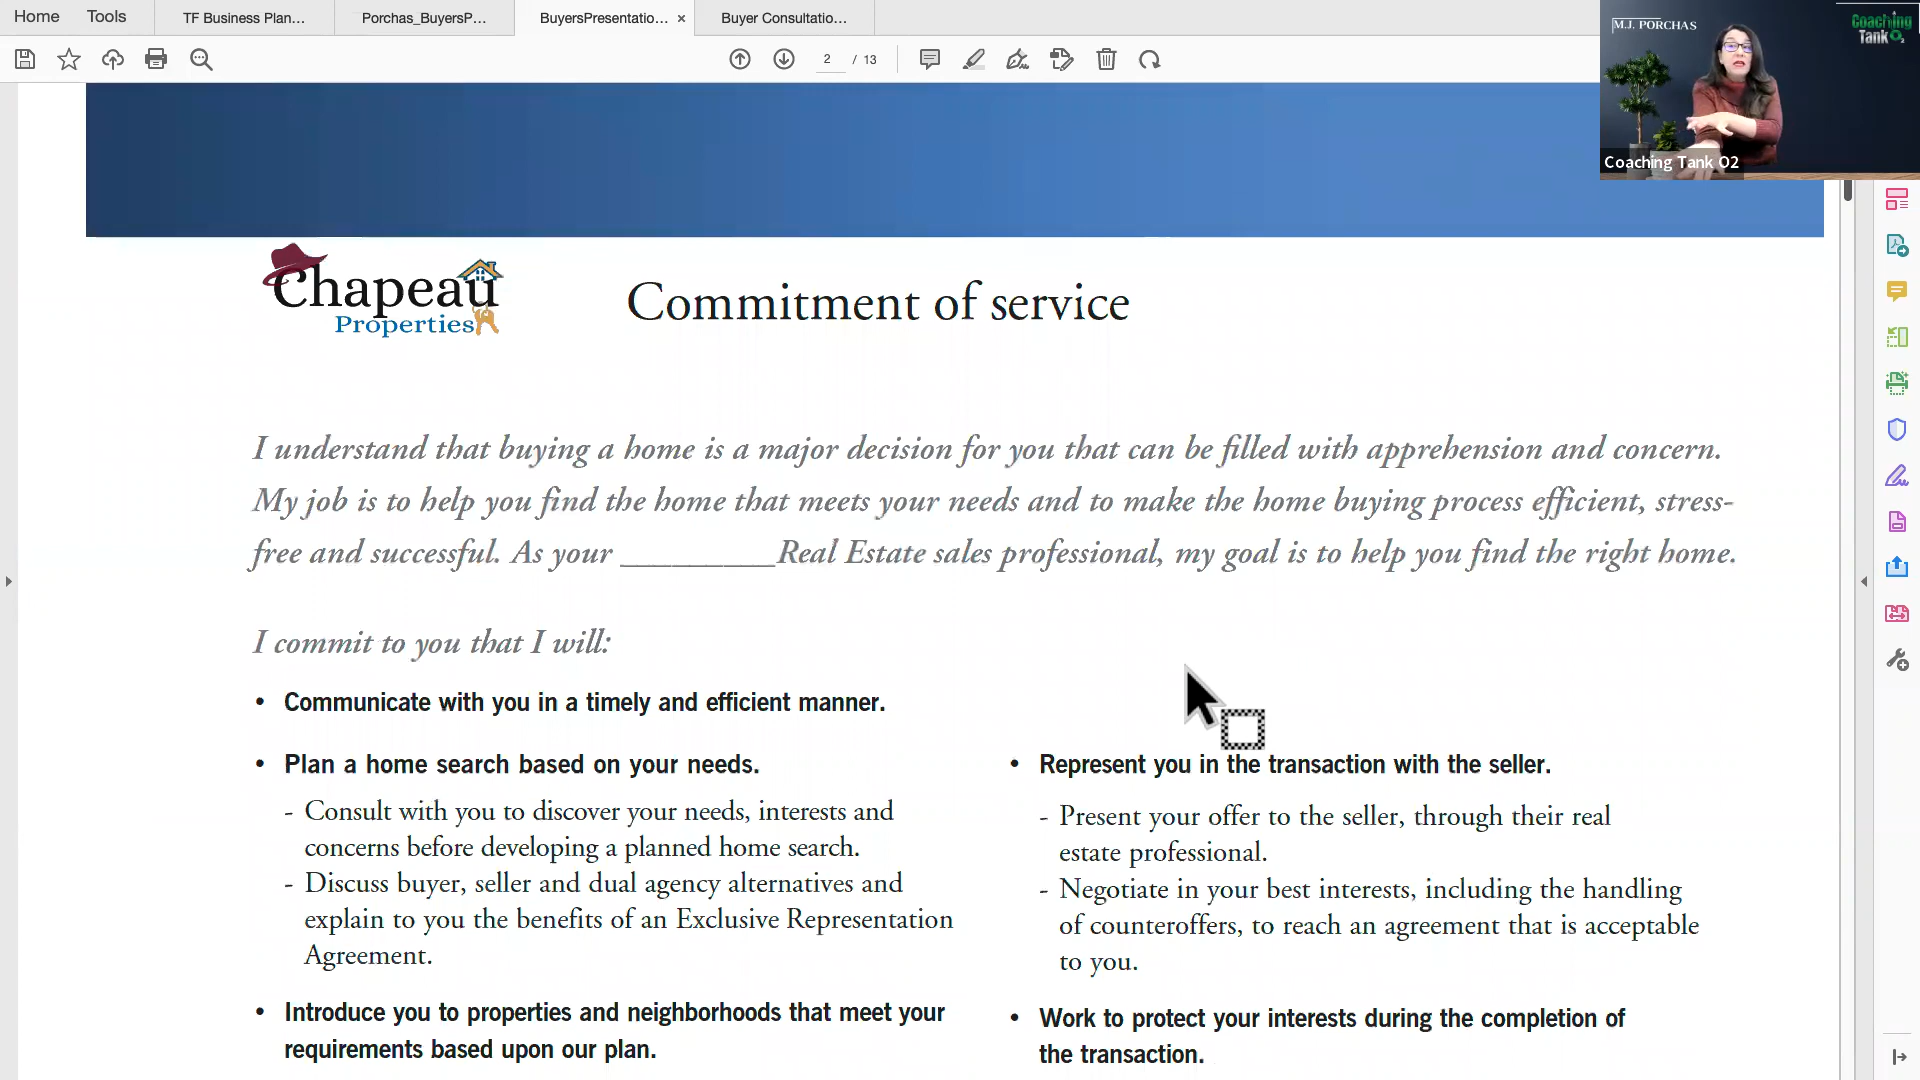 Home Tools TF Business Plan... Porchas_BuyersP... BuyersPresentatio... × Buyer Consultatio...
2 / 13
M.J. PORCHAS
Coaching
Tank O2
Coaching Tank O2
Chapeau
Properties
Commitment of service
I understand that buying a home is a major decision for you that can be filled with apprehension and concern.
My job is to help you find the home that meets your needs and to make the home buying process efficient, stress-
free and successful. As your __________Real Estate sales professional, my goal is to help you find the right home.
I commit to you that I will:
• Communicate with you in a timely and efficient manner.
• Plan a home search based on your needs.
- Consult with you to discover your needs, interests and
concerns before developing a planned home search.
- Discuss buyer, seller and dual agency alternatives and
explain to you the benefits of an Exclusive Representation
Agreement.
• Introduce you to properties and neighborhoods that meet your
requirements based upon our plan.
• Represent you in the transaction with the seller.
- Present your offer to the seller, through their real
estate professional.
- Negotiate in your best interests, including the handling
of counteroffers, to reach an agreement that is acceptable
to you.
• Work to protect your interests during the completion of
the transaction.